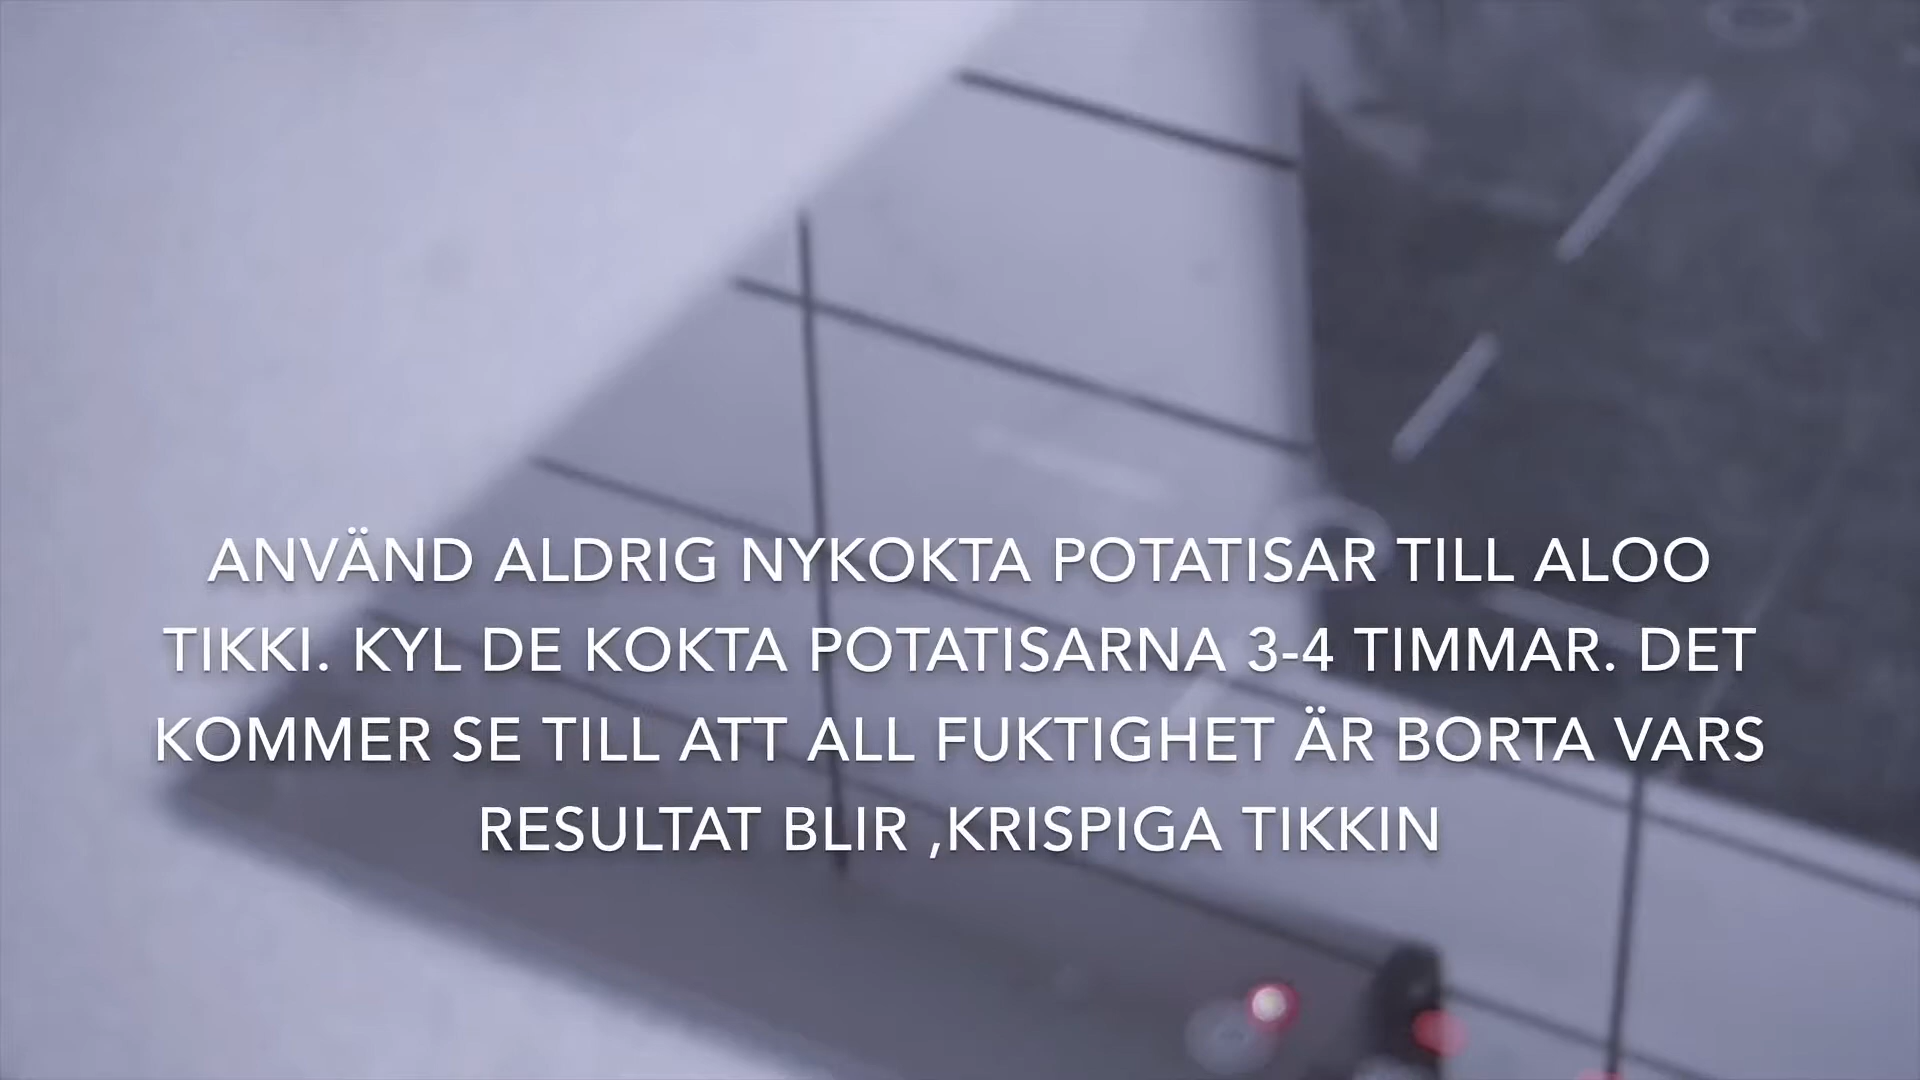 ANVÄND ALDRIG NYKOKTA POTATISAR TILL ALOO
TIKKI. KYL DE KOKTA POTATISARNA 3-4 TIMMAR. DET
KOMMER SE TILL ATT ALL FUKTIGHET ÄR BORTA VARS
RESULTAT BLIR ,KRISPIGA TIKKIN